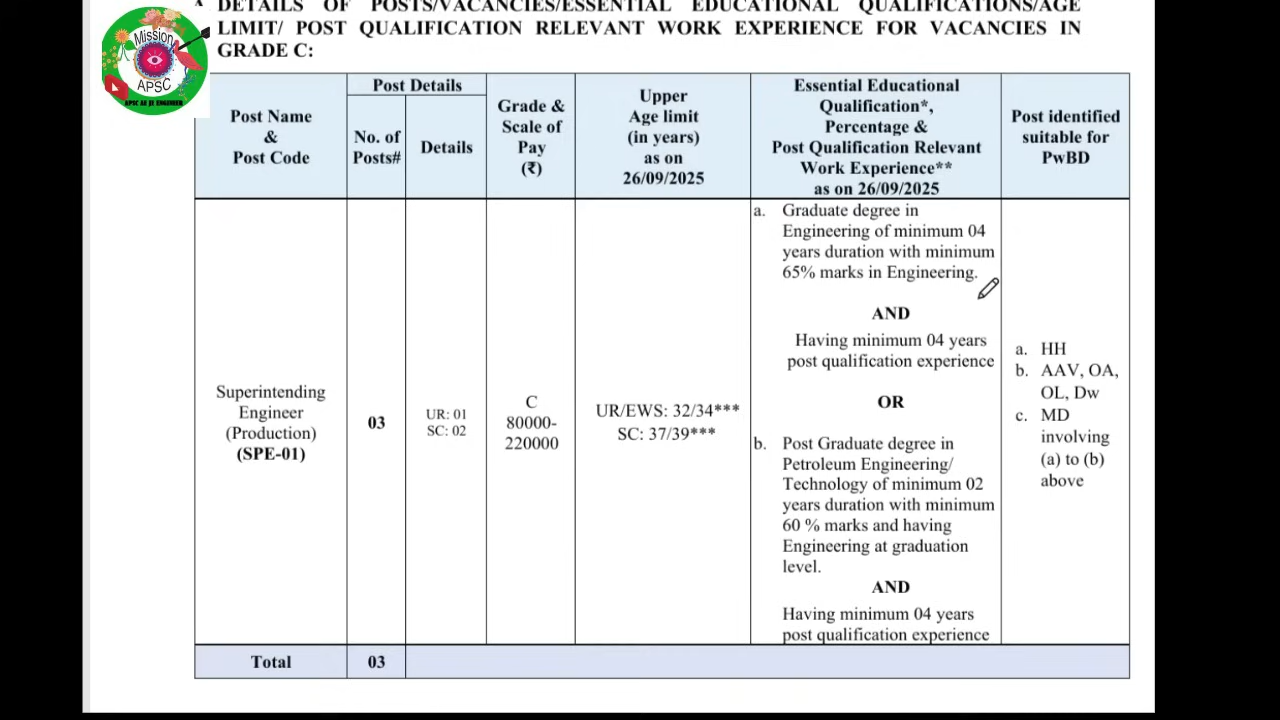 DETAILS OF POSTS/VACANCIES/ESSENTIAL EDUCATIONAL QUALIFICATIONS/AGE
LIMIT/ POST QUALIFICATION RELEVANT WORK EXPERIENCE FOR VACANCIES IN
GRADE C:
Mission
APSC
APSC AE JE ENGINEER
Post Name
&
Post Code
Post Details
No. of
Posts#
Details
Grade &
Scale of
Pay
(₹)
Upper
Age limit
(in years)
as on
26/09/2025
Essential Educational
Qualification*,
Percentage &
Post Qualification Relevant
Work Experience**
as on 26/09/2025
Post identified
suitable for
PwBD
Superintending
Engineer
(Production)
(SPE-01)
03
UR: 01
SC: 02
C
80000-
220000
UR/EWS: 32/34***
SC: 37/39***
a. Graduate degree in
Engineering of minimum 04
years duration with minimum
65% marks in Engineering.
AND
Having minimum 04 years
post qualification experience
OR
b. Post Graduate degree in
Petroleum Engineering/
Technology of minimum 02
years duration with minimum
60 % marks and having
Engineering at graduation
level.
AND
Having minimum 04 years
post qualification experience
a. HH
b. AAV, OA,
OL, Dw
c. MD
involving
(a) to (b)
above
Total
03